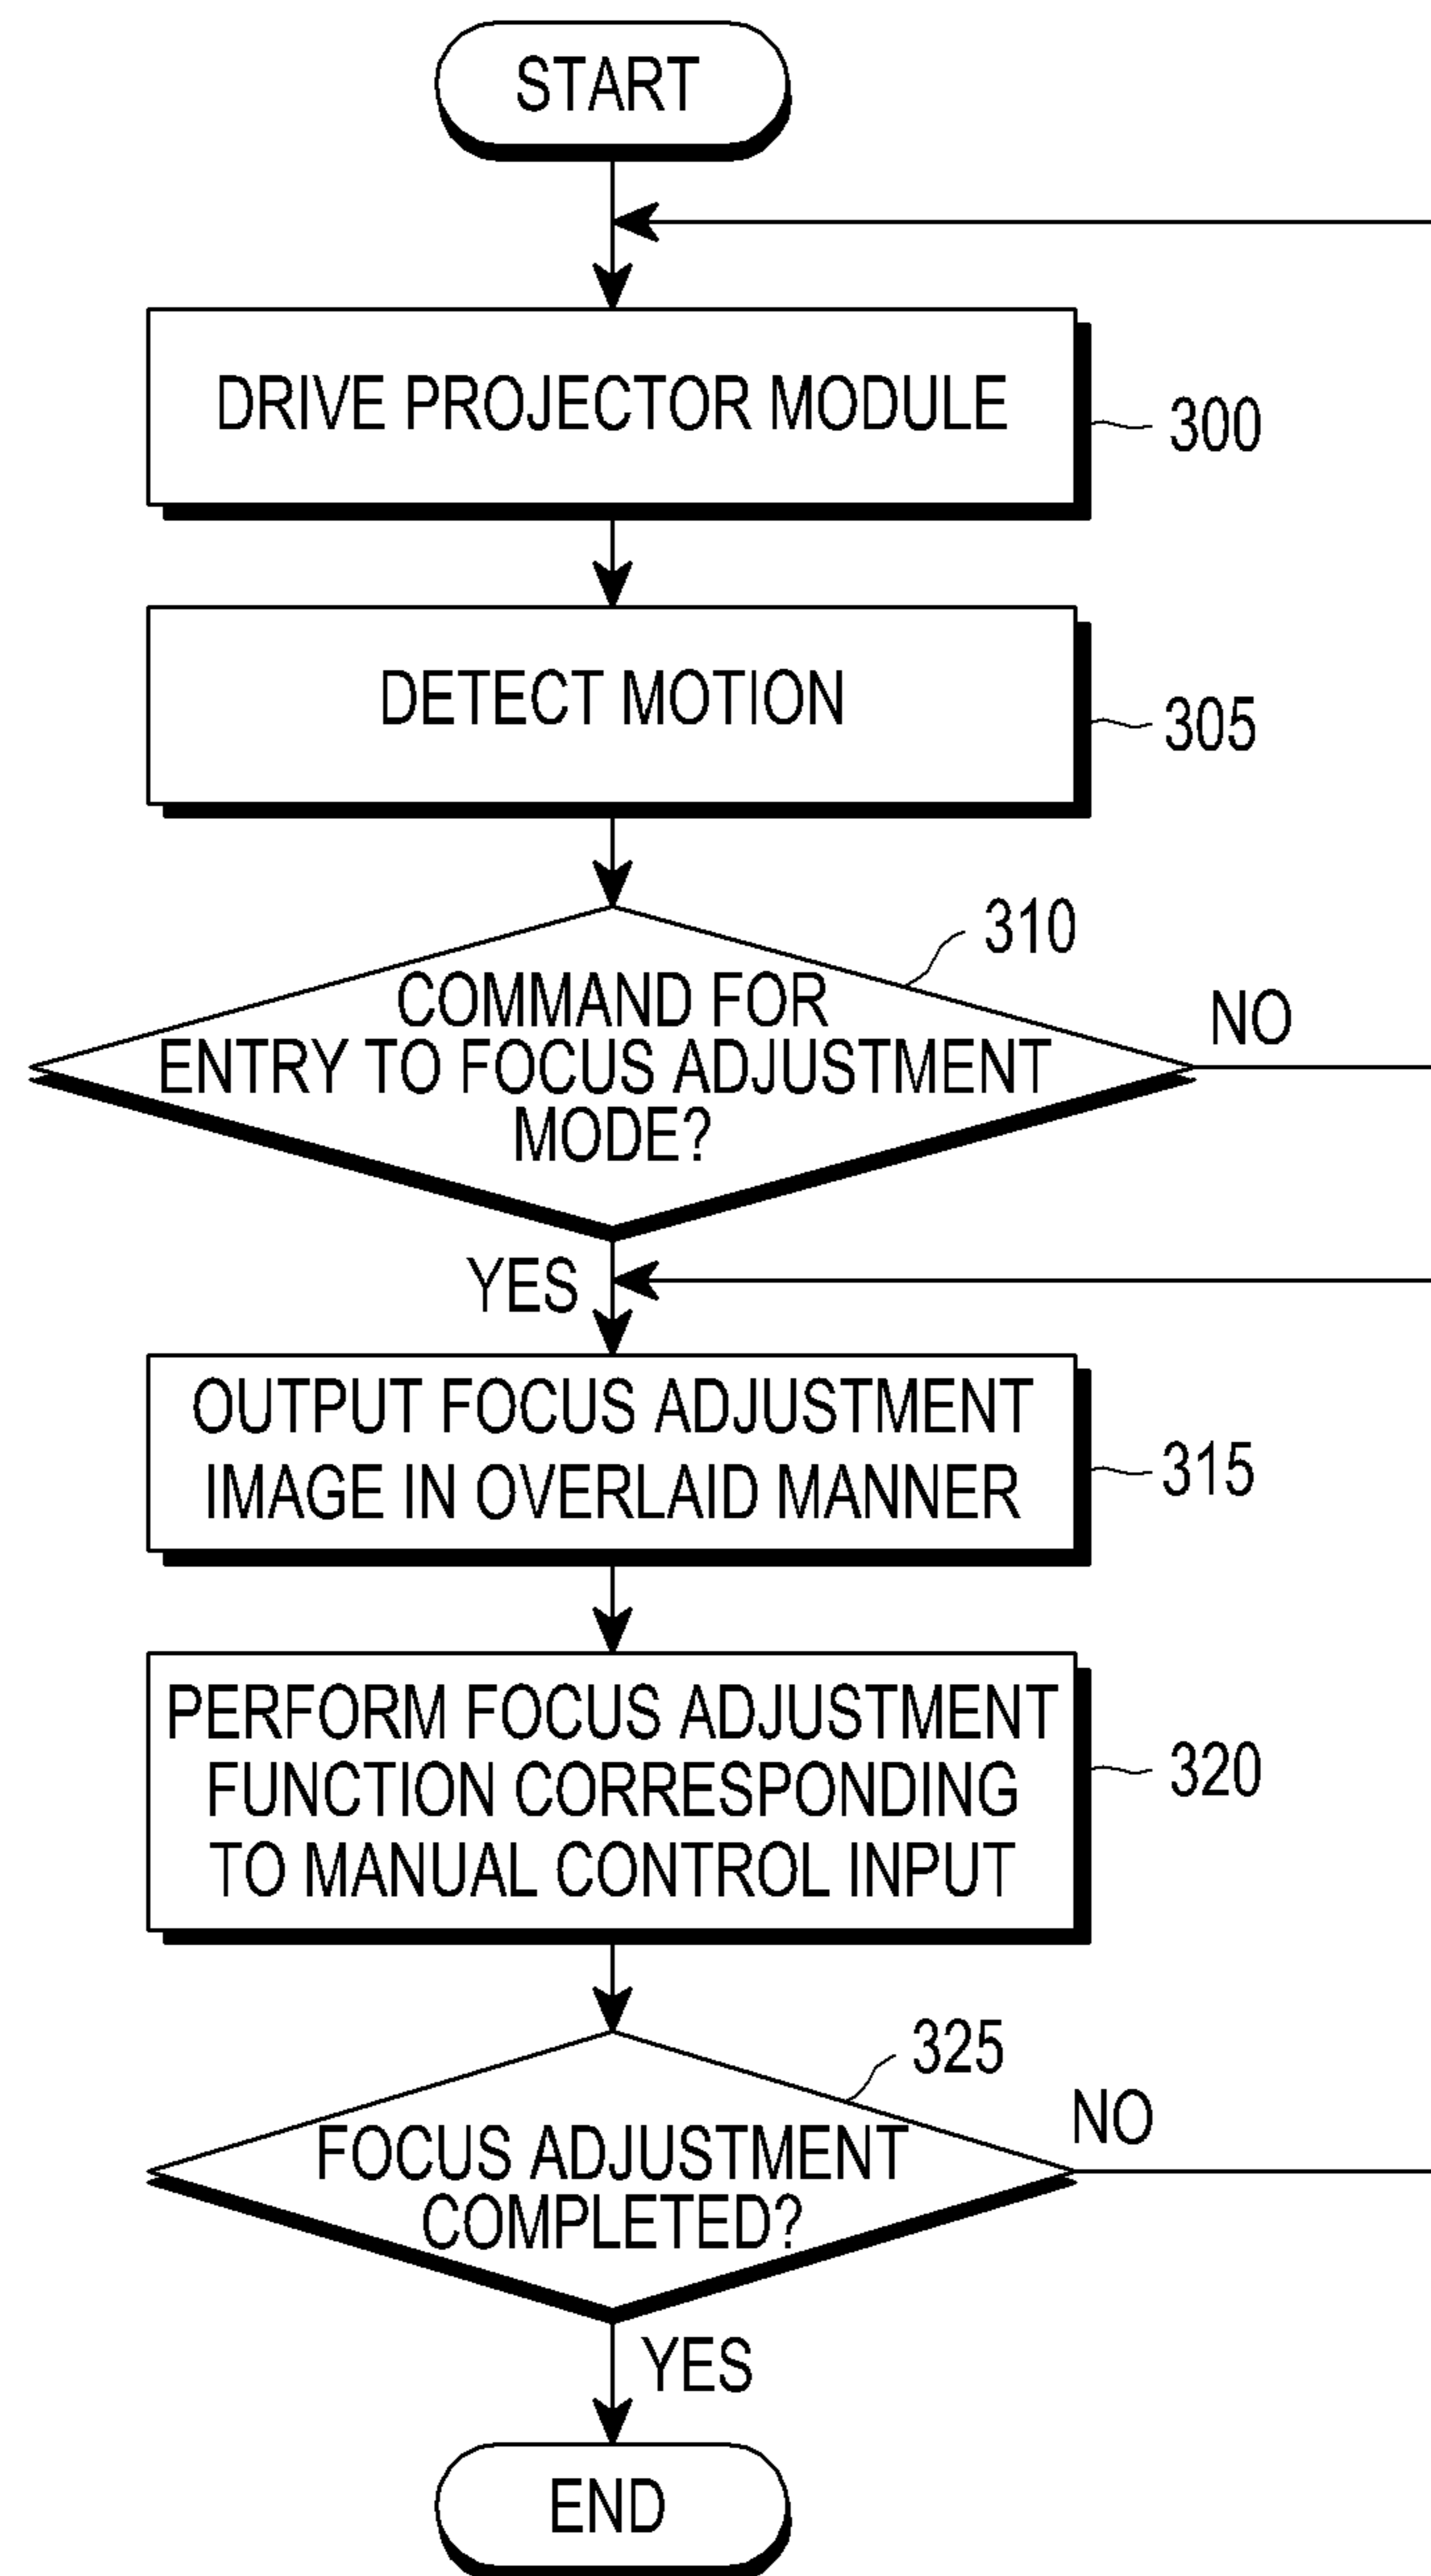 START
DRIVE PROJECTOR MODULE
300
DETECT MOTION
305
310
COMMAND FOR
ENTRY TO FOCUS ADJUSTMENT
MODE?
NO
YES
OUTPUT FOCUS ADJUSTMENT
IMAGE IN OVERLAID MANNER
315
PERFORM FOCUS ADJUSTMENT
FUNCTION CORRESPONDING
TO MANUAL CONTROL INPUT
320
325
FOCUS ADJUSTMENT
COMPLETED?
NO
YES
END